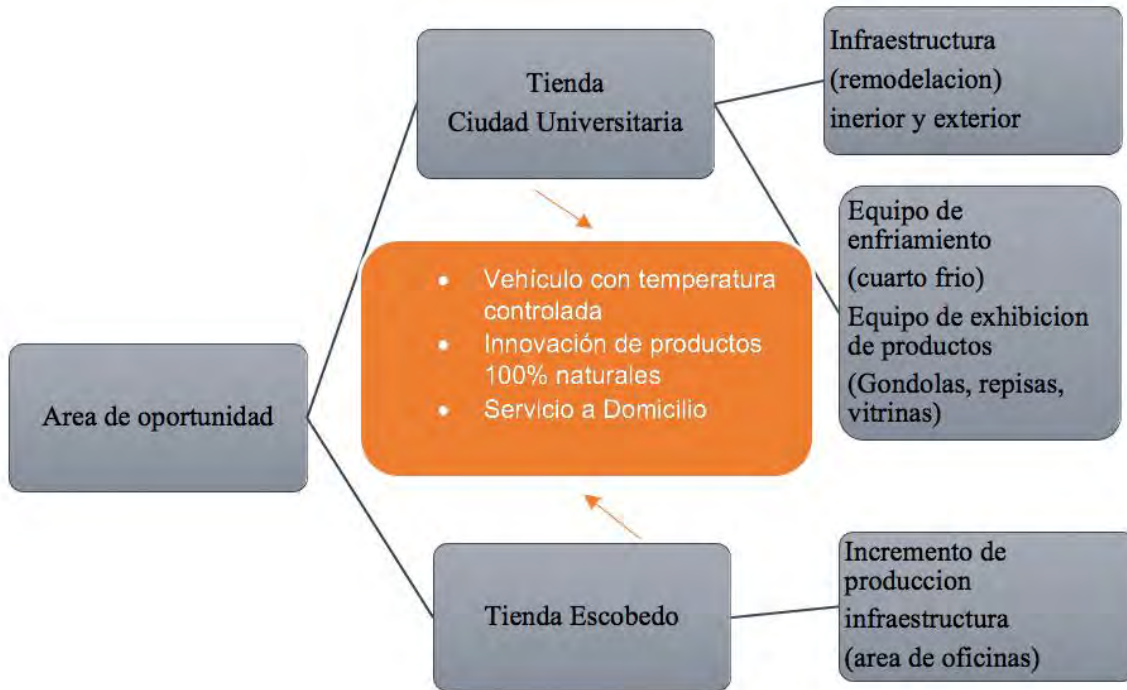 Tienda
Ciudad Universitaria
Infraestructura
(remodelacion)
inerior y exterior
Equipo de
enfriamiento
(cuarto frio)
Equipo de exhibicion
de productos
(Gondolas, repisas,
vitrinas)
• Vehículo con temperatura
controlada
• Innovación de productos
100% naturales
• Servicio a Domicilio
Area de oportunidad
Tienda Escobedo
Incremento de
produccion
infraestructura
(area de oficinas)